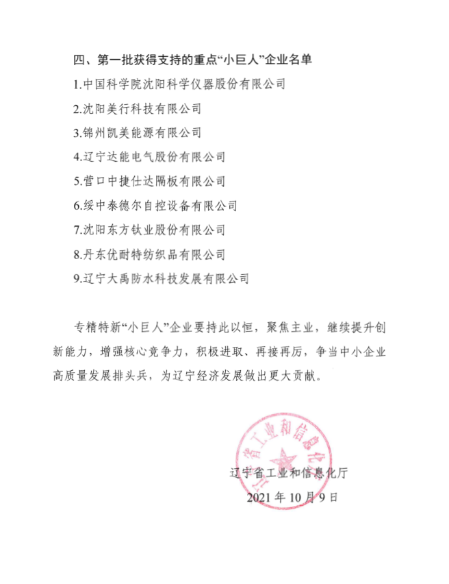 四、第一批获得支持的重点“小巨人”企业名单
1.中国科学院沈阳科学仪器股份有限公司
2.沈阳美行科技有限公司
3.锦州凯美能源有限公司
4.辽宁达能电气股份有限公司
5.营口中捷仕达隔板有限公司
6.绥中泰德尔自控设备有限公司
7.沈阳东方钛业股份有限公司
8.丹东优耐特纺织品有限公司
9.辽宁大禹防水科技发展有限公司
专精特新“小巨人”企业要持此以恒，聚焦主业，继续提升创
新能力，增强核心竞争力，积极进取、再接再厉，争当中小企业
高质量发展排头兵，为辽宁经济发展做出更大贡献。
辽宁省工业和信息化厅
辽宁省工业和信息化厅
2021 年 10 月 9 日